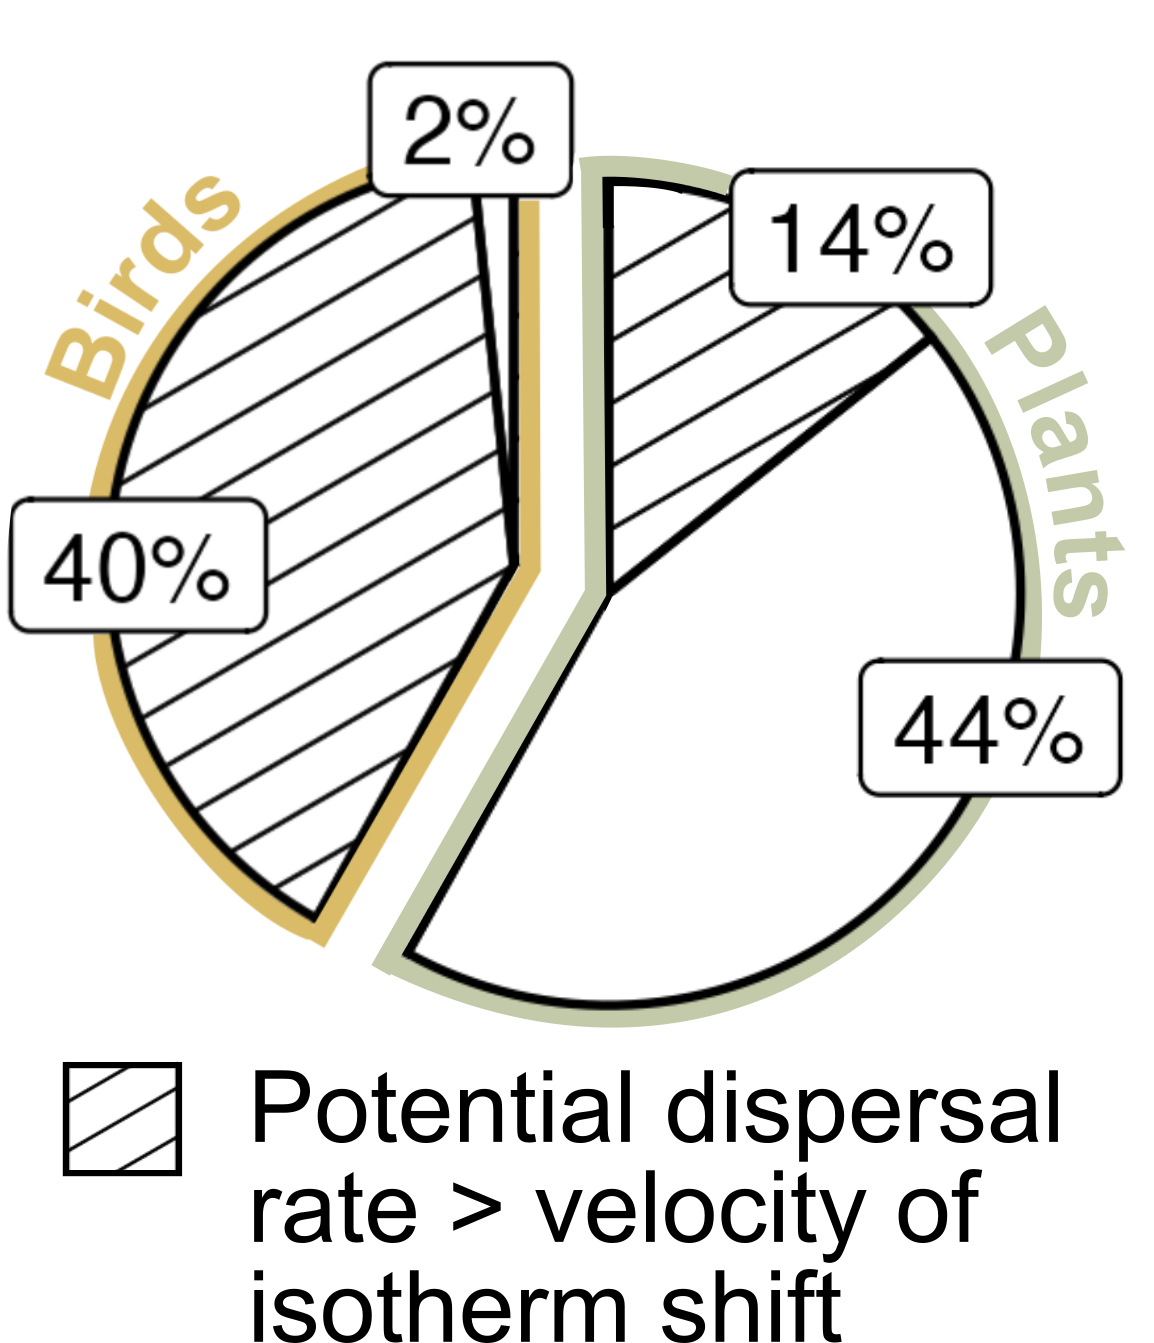 2%
Birds
14%
Plants
40%
44%
Potential dispersal
rate > velocity of
isotherm shift